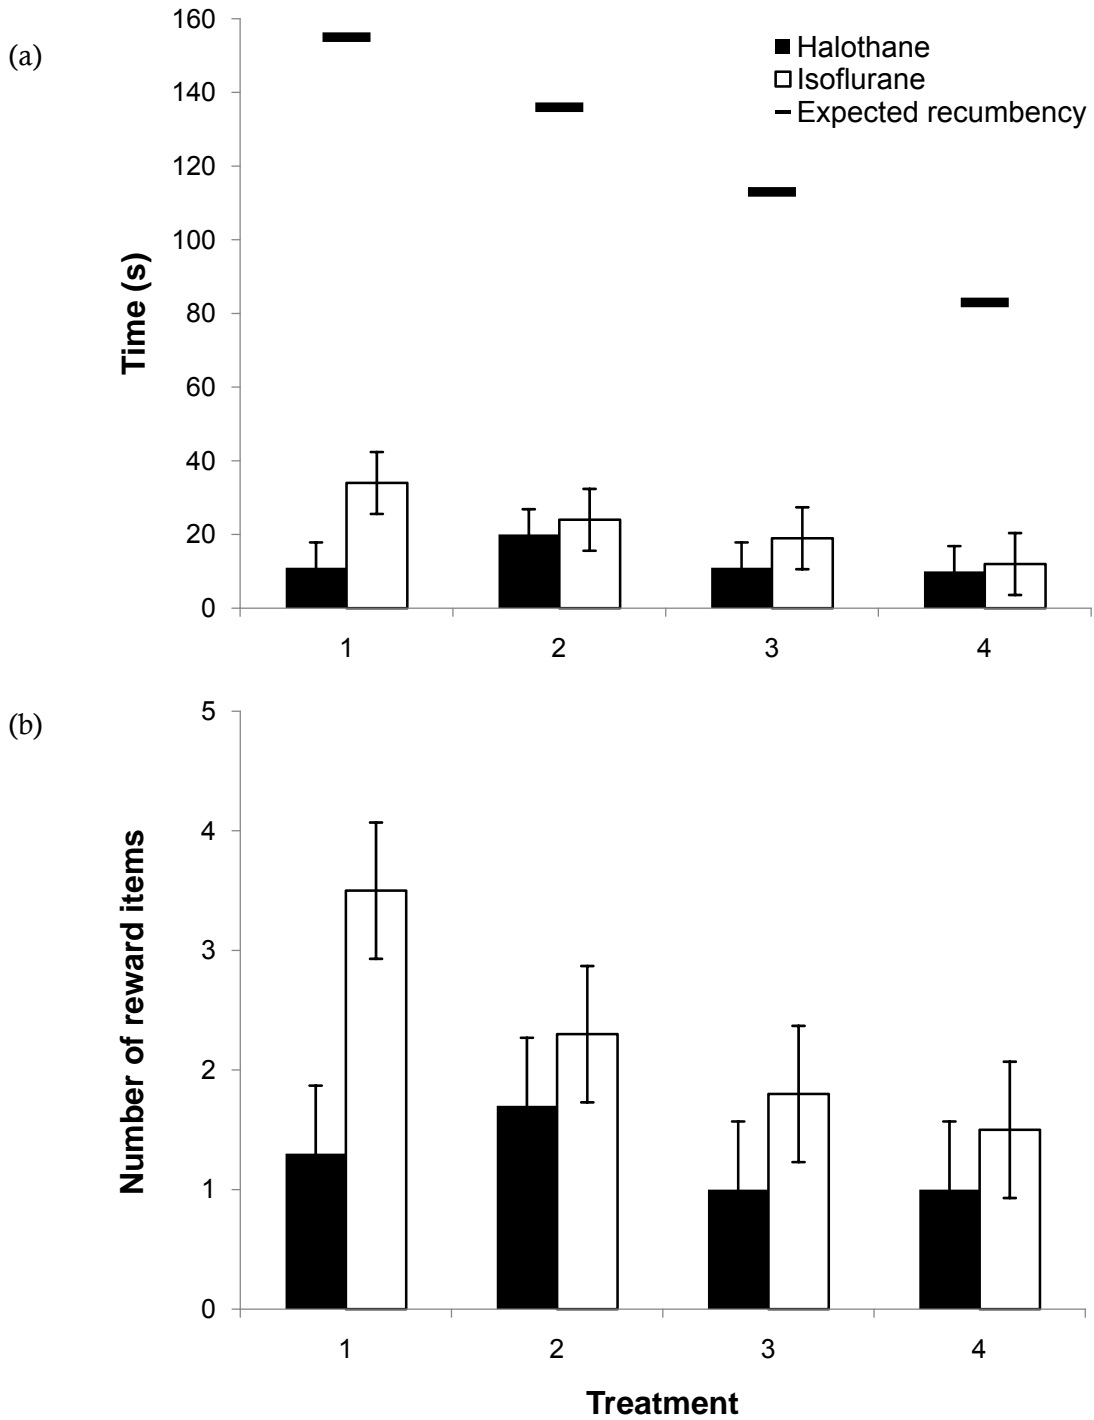 (a)
160
140
120
100
80
60
40
20
0
Time (s)
Halothane
Isoflurane
Expected recumbency
1 2 3 4
(b)
5
4
3
2
1
0
Number of reward items
1 2 3 4
Treatment